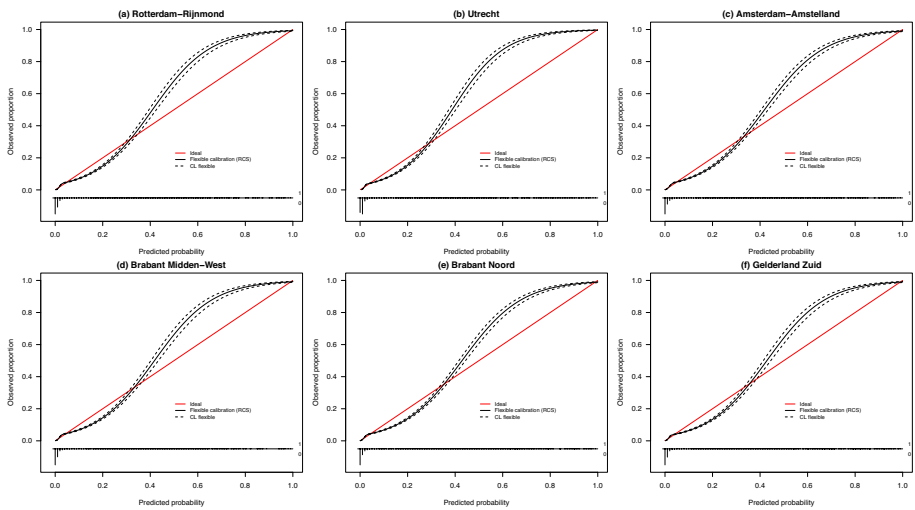 (a) Rotterdam−Rijnmond
Observed proportion
1.0
0.8
0.6
0.4
0.2
0.0
Ideal
Flexible calibration (RCS)
CL flexible
1
0
0.0 0.2 0.4 0.6 0.8 1.0
Predicted probability
(b) Utrecht
Observed proportion
1.0
0.8
0.6
0.4
0.2
0.0
Ideal
Flexible calibration (RCS)
CL flexible
1
0
0.0 0.2 0.4 0.6 0.8 1.0
Predicted probability
(c) Amsterdam−Amstelland
Observed proportion
1.0
0.8
0.6
0.4
0.2
0.0
Ideal
Flexible calibration (RCS)
CL flexible
1
0
0.0 0.2 0.4 0.6 0.8 1.0
Predicted probability
(d) Brabant Midden−West
Observed proportion
1.0
0.8
0.6
0.4
0.2
0.0
Ideal
Flexible calibration (RCS)
CL flexible
1
0
0.0 0.2 0.4 0.6 0.8 1.0
Predicted probability
(e) Brabant Noord
Observed proportion
1.0
0.8
0.6
0.4
0.2
0.0
Ideal
Flexible calibration (RCS)
CL flexible
1
0
0.0 0.2 0.4 0.6 0.8 1.0
Predicted probability
(f) Gelderland Zuid
Observed proportion
1.0
0.8
0.6
0.4
0.2
0.0
Ideal
Flexible calibration (RCS)
CL flexible
1
0
0.0 0.2 0.4 0.6 0.8 1.0
Predicted probability